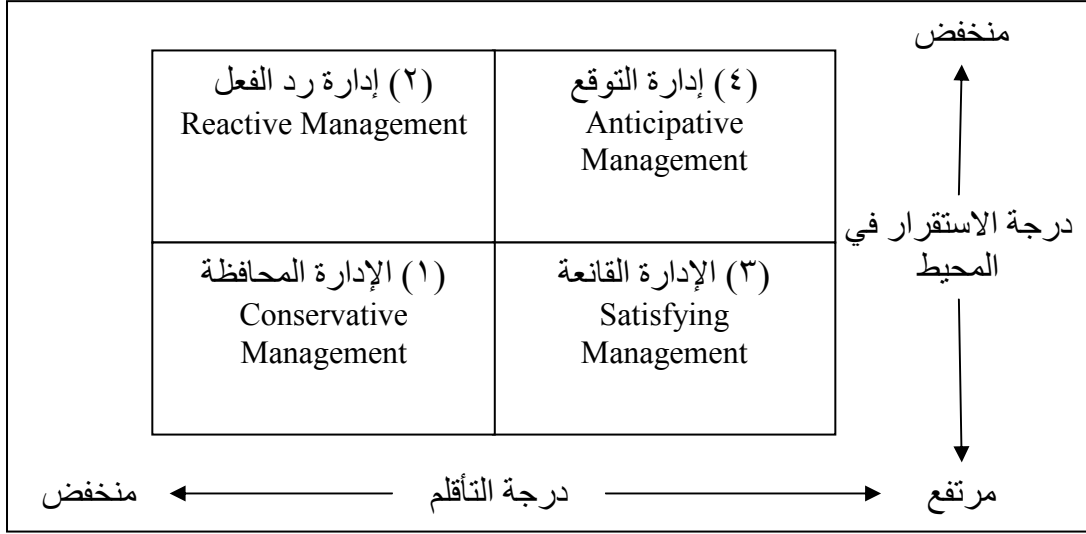 منخفض
(٢) إدارة رد الفعل
Reactive Management
(٤) إدارة التوقع
Anticipative
Management
درجة الاستقرار في
المحيط
(١) الإدارة المحافظة
Conservative
Management
(٣) الإدارة القانعة
Satisfying
Management
منخفض
درجة التأقلم
مرتفع